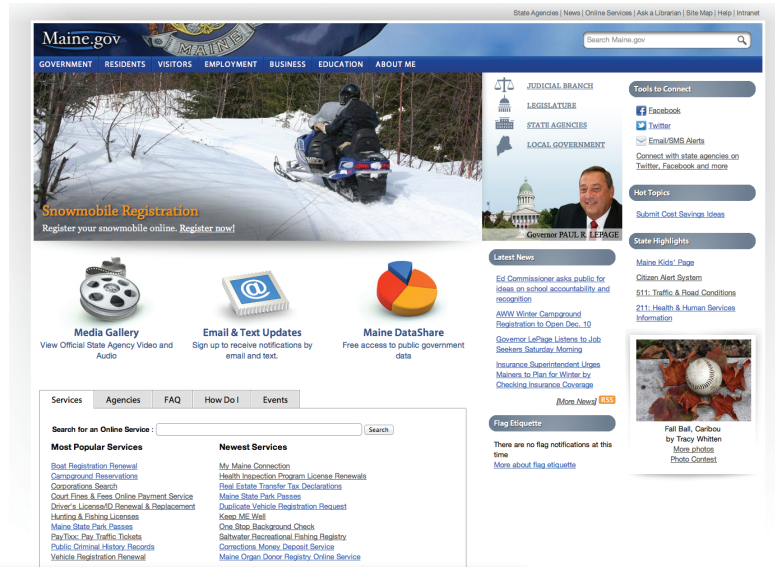 State Agencies | News | Online Services | Ask a Librarian | Site Map | Help | Intranet
Maine.gov
MAINE
Search Maine.gov
GOVERNMENT RESIDENTS VISITORS EMPLOYMENT BUSINESS EDUCATION ABOUT ME
Snowmobile Registration
Register your snowmobile online. Register now!
JUDICIAL BRANCH
LEGISLATURE
STATE AGENCIES
LOCAL GOVERNMENT
Governor PAUL R. LEPAGE
Tools to Connect
Facebook
Twitter
Email/SMS Alerts
Connect with state agencies on
Twitter, Facebook and more
Hot Topics
Submit Cost Savings Ideas
State Highlights
Maine Kids' Page
Citizen Alert System
511: Traffic & Road Conditions
211: Health & Human Services
Information
Media Gallery
View Official State Agency Video and
Audio
Email & Text Updates
Sign up to receive notifications by
email and text.
Maine DataShare
Free access to public government
data
Latest News
Ed Commissioner asks public for
ideas on school accountability and
recognition
AWW Winter Campground
Registration to Open Dec. 10
Governor LePage Listens to Job
Seekers Saturday Morning
Insurance Superintendent Urges
Mainers to Plan for Winter by
Checking Insurance Coverage
[More News] RSS
Flag Etiquette
There are no flag notifications at this
time
More about flag etiquette
Fall Ball, Caribou
by Tracy Whitten
More photos
Photo Contest
Services Agencies FAQ How Do I Events
Search for an Online Service : Search
Most Popular Services
Boat Registration Renewal
Campground Reservations
Corporations Search
Court Fines & Fees Online Payment Service
Driver's License/ID Renewal & Replacement
Hunting & Fishing Licenses
Maine State Park Passes
PayTixx: Pay Traffic Tickets
Public Criminal History Records
Vehicle Registration Renewal
Newest Services
My Maine Connection
Health Inspection Program License Renewals
Real Estate Transfer Tax Declarations
Maine State Park Passes
Duplicate Vehicle Registration Request
Keep ME Well
One Stop Background Check
Saltwater Recreational Fishing Registry
Corrections Money Deposit Service
Maine Organ Donor Registry Online Service